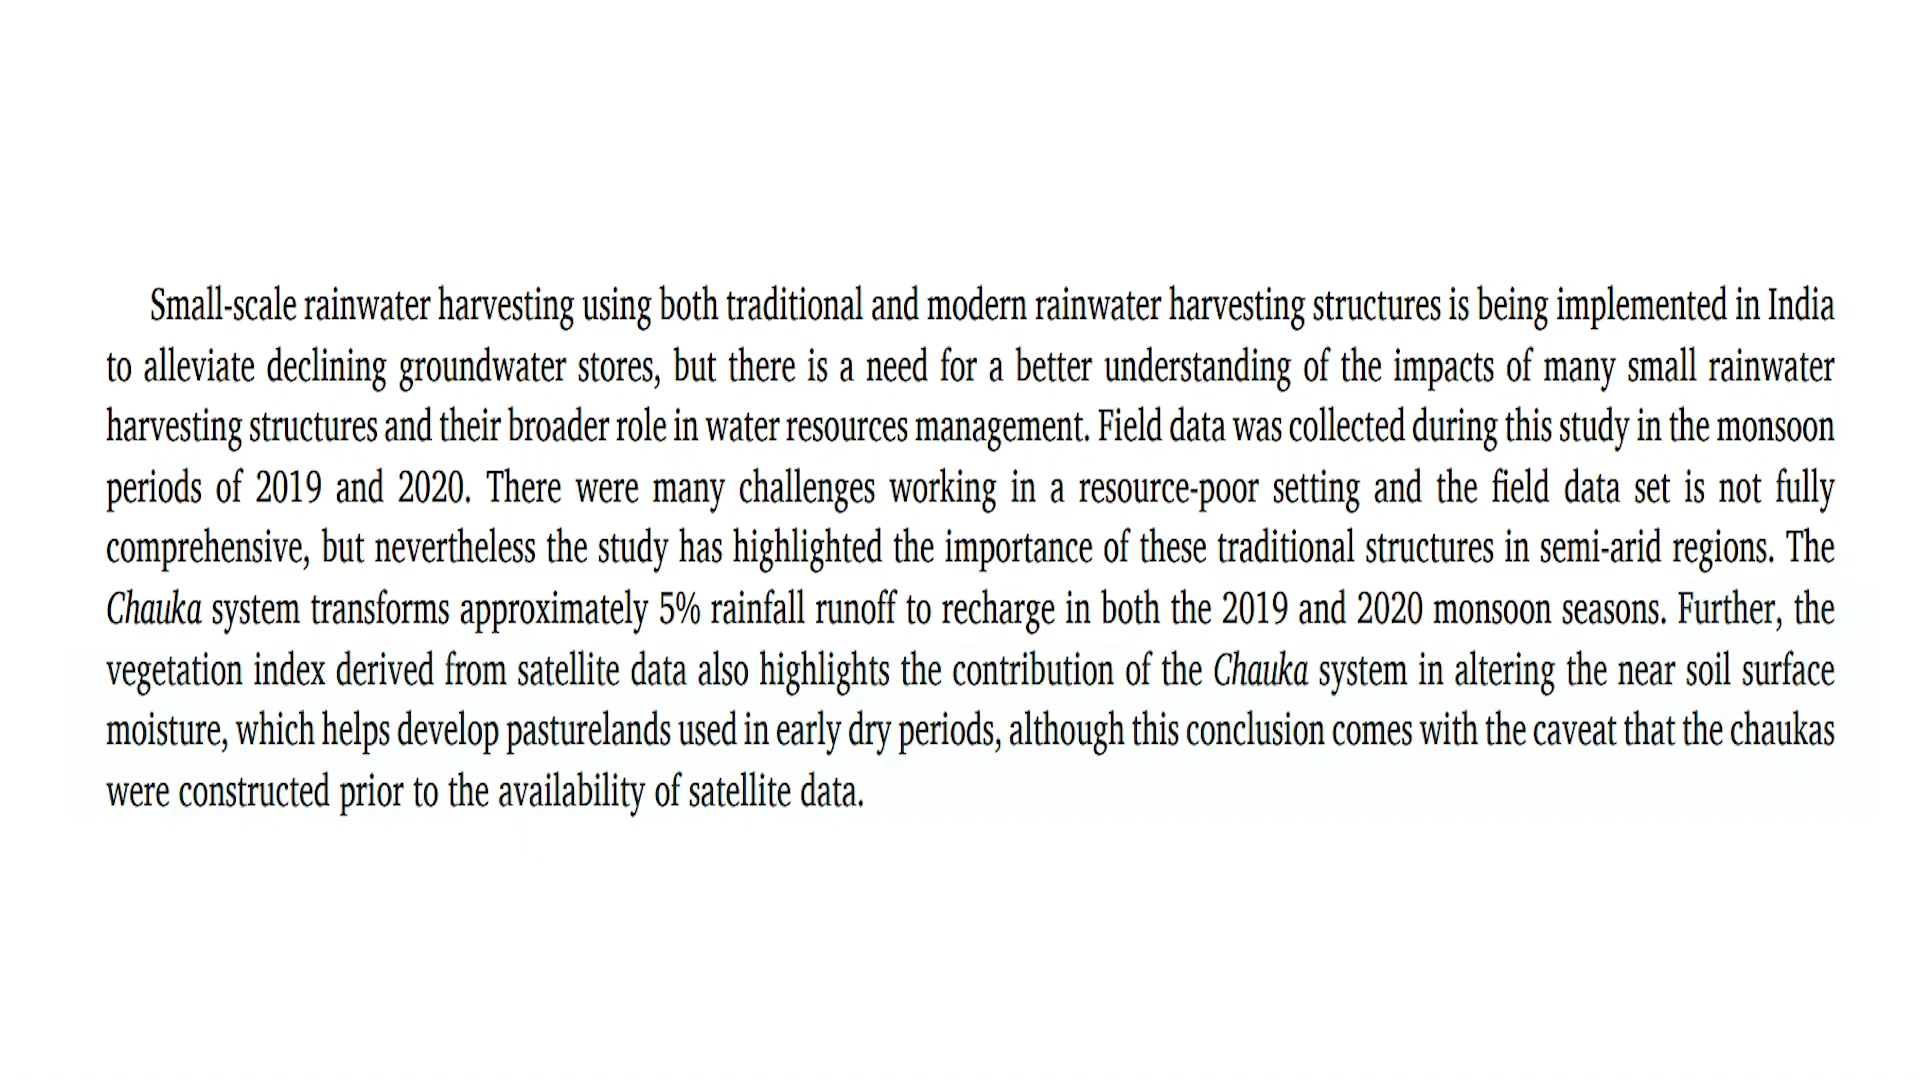 Small-scale rainwater harvesting using both traditional and modern rainwater harvesting structures is being implemented in India
to alleviate declining groundwater stores, but there is a need for a better understanding of the impacts of many small rainwater
harvesting structures and their broader role in water resources management. Field data was collected during this study in the monsoon
periods of 2019 and 2020. There were many challenges working in a resource-poor setting and the field data set is not fully
comprehensive, but nevertheless the study has highlighted the importance of these traditional structures in semi-arid regions. The
Chauka system transforms approximately 5% rainfall runoff to recharge in both the 2019 and 2020 monsoon seasons. Further, the
vegetation index derived from satellite data also highlights the contribution of the Chauka system in altering the near soil surface
moisture, which helps develop pasturelands used in early dry periods, although this conclusion comes with the caveat that the chaukas
were constructed prior to the availability of satellite data.